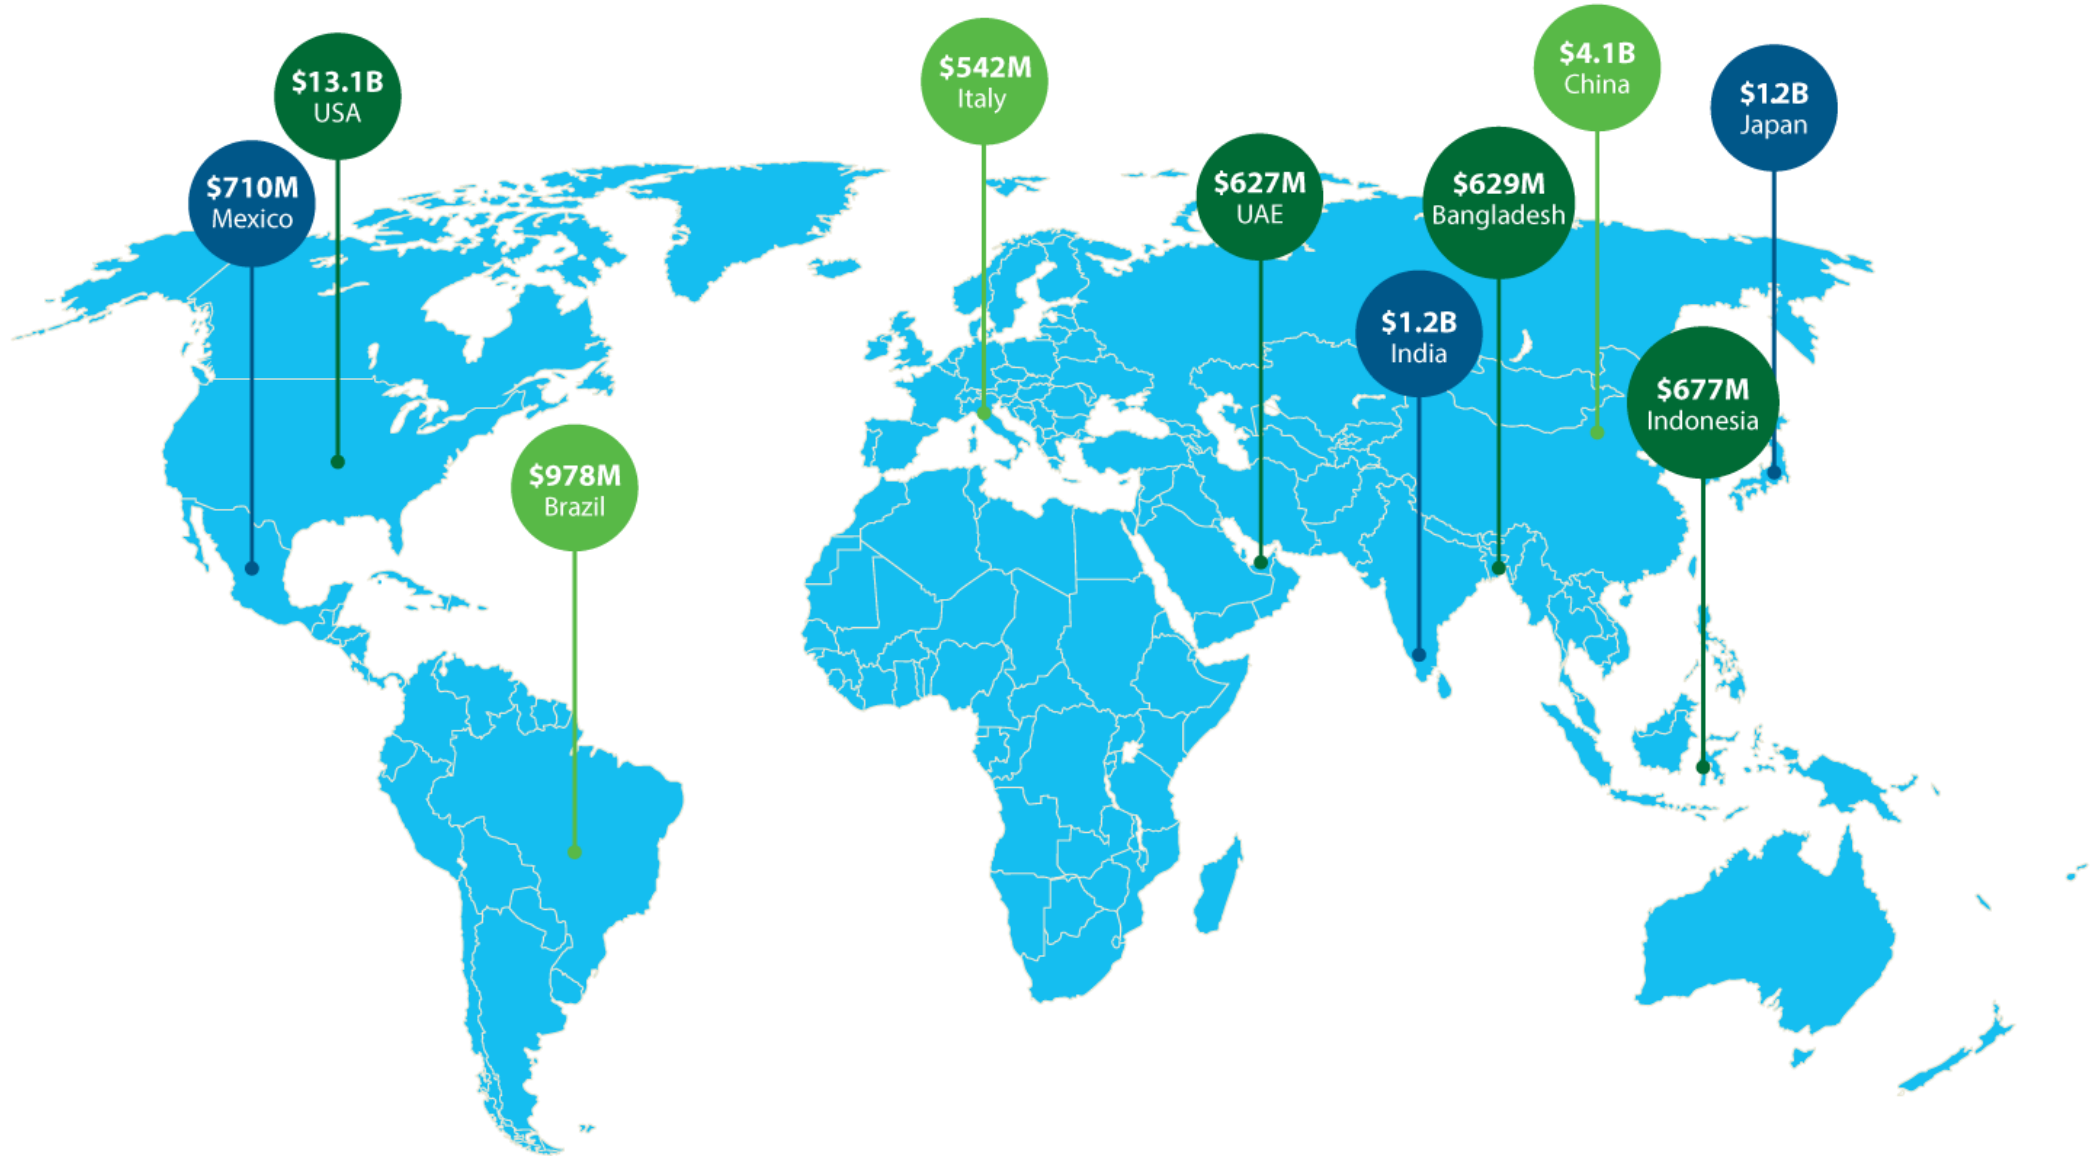 $13.1B
USA
$710M
Mexico
$978M
Brazil
$542M
Italy
$627M
UAE
$629M
Bangladesh
$1.2B
India
$4.1B
China
$1.2B
Japan
$677M
Indonesia